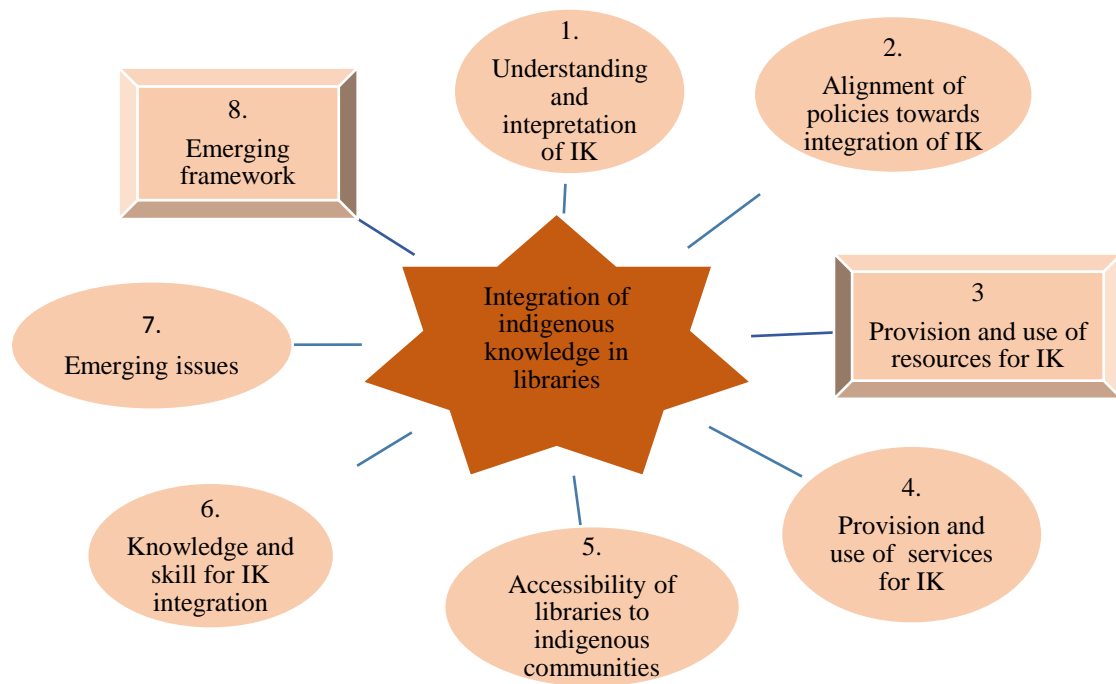 1.
Understanding
and
intepretation
of IK
2.
Alignment of
policies towards
integration of IK
3
Provision and use of
resources for IK
4.
Provision and
use of services
for IK
5.
Accessibility of
libraries to
indigenous
communities
6.
Knowledge and
skill for IK
integration
7.
Emerging issues
8.
Emerging
framework
Integration of
indigenous
knowledge in
libraries